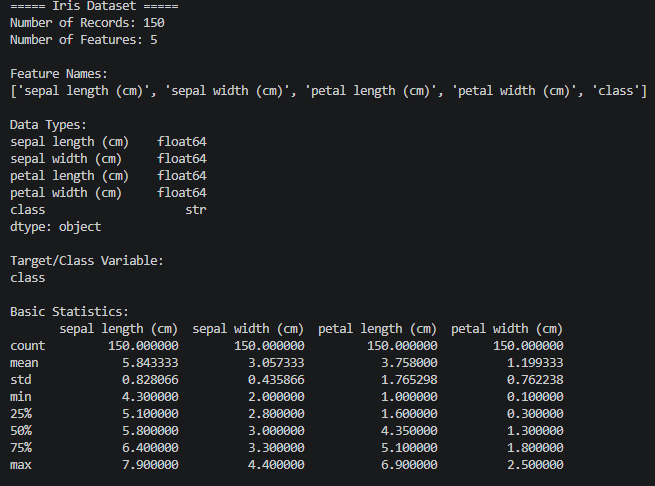 ===== Iris Dataset =====
Number of Records: 150
Number of Features: 5

Feature Names:
['sepal length (cm)', 'sepal width (cm)', 'petal length (cm)', 'petal width (cm)', 'class']

Data Types:
sepal length (cm)    float64
sepal width (cm)     float64
petal length (cm)    float64
petal width (cm)     float64
class                    str
dtype: object

Target/Class Variable:
class

Basic Statistics:
       sepal length (cm)  sepal width (cm)  petal length (cm)  petal width (cm)
count         150.000000        150.000000         150.000000        150.000000
mean            5.843333          3.057333           3.758000          1.199333
std             0.828066          0.435866           1.765298          0.762238
min             4.300000          2.000000           1.000000          0.100000
25%             5.100000          2.800000           1.600000          0.300000
50%             5.800000          3.000000           4.350000          1.300000
75%             6.400000          3.300000           5.100000          1.800000
max             7.900000          4.400000           6.900000          2.500000